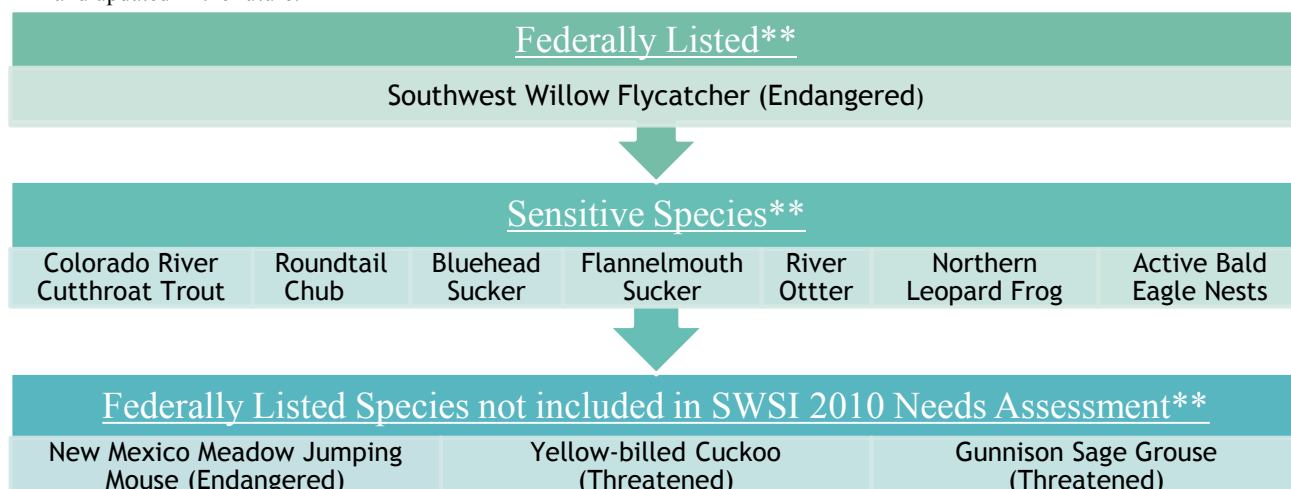 Federally Listed**
Southwest Willow Flycatcher (Endangered)
Sensitive Species**
Colorado River
Cutthroat Trout
Roundtail
Chub
Bluehead
Sucker
Flannelmouth
Sucker
River
Ottter
Northern
Leopard Frog
Active Bald
Eagle Nests
Federally Listed Species not included in SWSI 2010 Needs Assessment**
New Mexico Meadow Jumping
Mouse (Endangered)
Yellow-billed Cuckoo
(Threatened)
Gunnison Sage Grouse
(Threatened)